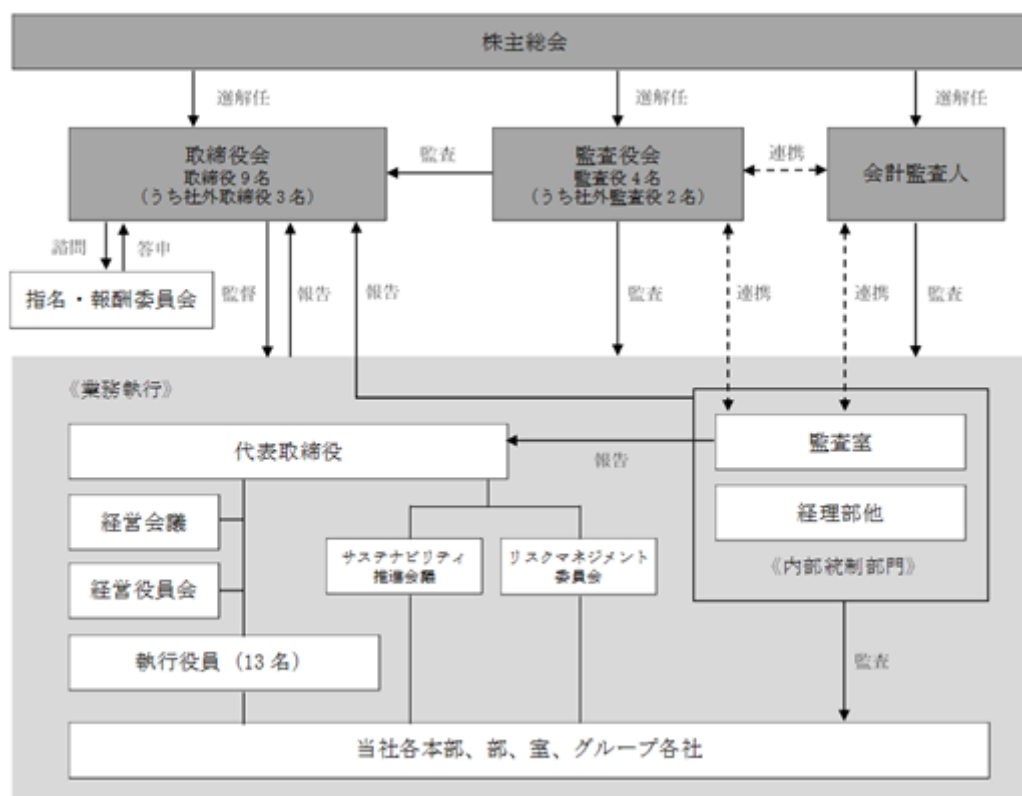 株主総会
選解任
選解任
選解任
取締役会
取締役9名
(うち社外取締役3名)
監査
監査役会
監査役4名
(うち社外監査役2名)
連携
会計監査人
諮問
答申
指名・報酬委員会
監督
報告
報告
監査
連携
連携
監査
《業務執行》
代表取締役
報告
監査室
経営会議
経理部他
サステナビリティ
推進会議
リスクマネジメント
委員会
《内部統制部門》
経営役員会
執行役員 (13名)
監査
当社各本部、部、室、グループ各社